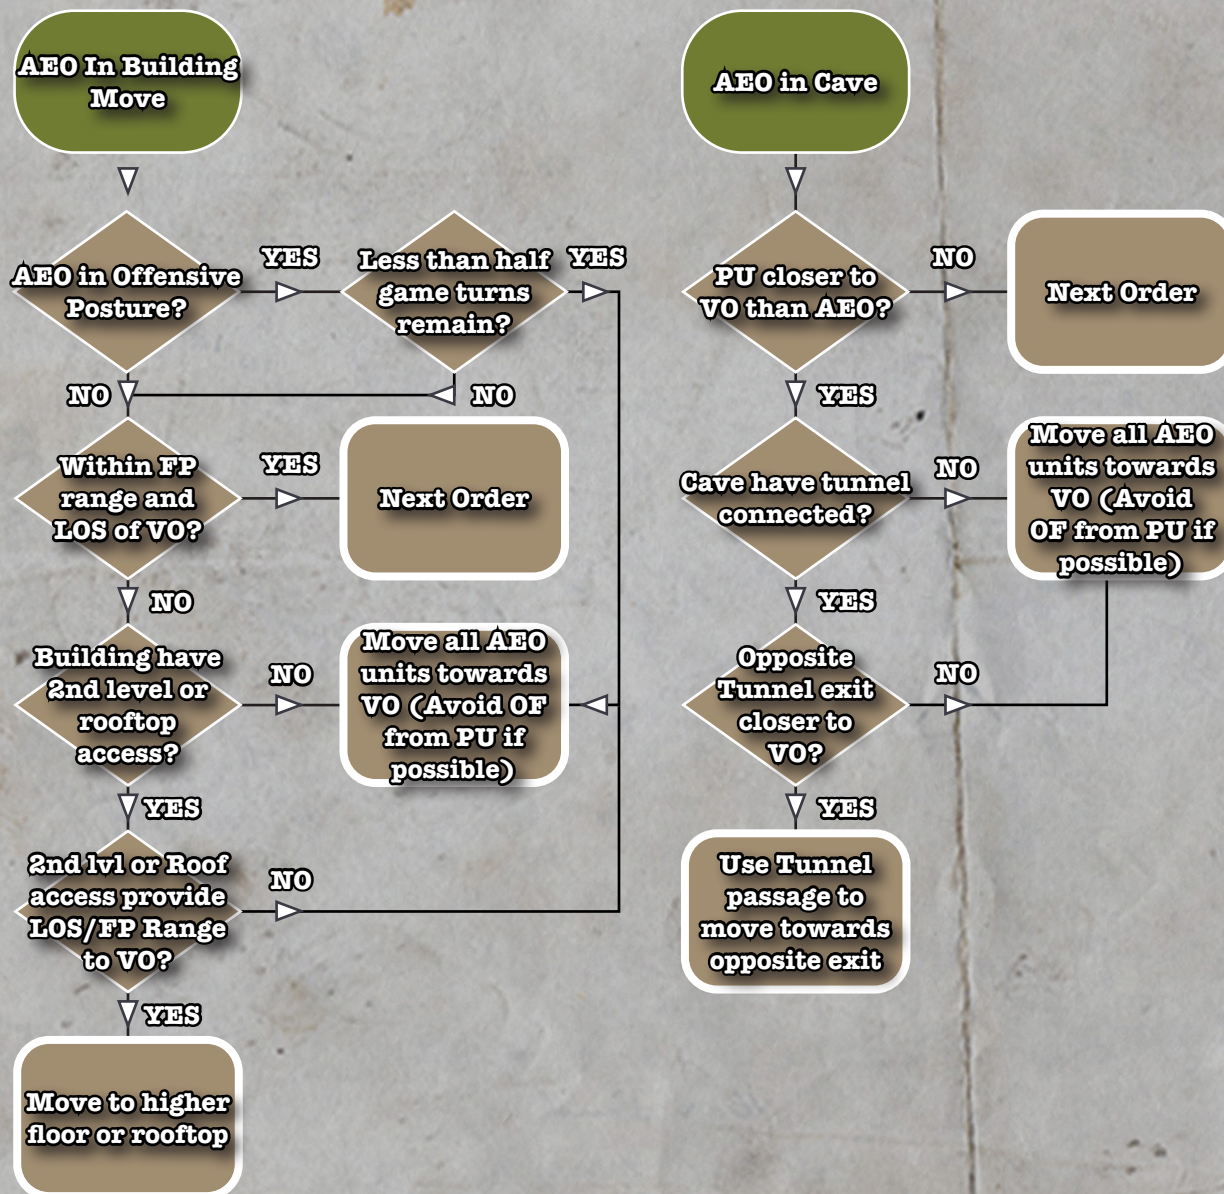 AEO In Building
Move
AEO in Offensive
Posture?
YES
Less than half
game turns
remain?
YES
NO
NO
Within FP
range and
LOS of VO?
YES
Next Order
NO
Building have
2nd level or
rooftop
access?
NO
Move all AEO
units towards
VO (Avoid OF
from PU if
possible)
YES
2nd lvl or Roof
access provide
LOS/FP Range
to VO?
NO
YES
Move to higher
floor or rooftop
AEO in Cave
PU closer to
VO than AEO?
NO
Next Order
YES
Cave have tunnel
connected?
NO
Move all AEO
units towards
VO (Avoid
OF from PU if
possible)
YES
Opposite
Tunnel exit
closer to
VO?
NO
YES
Use Tunnel
passage to
move towards
opposite exit